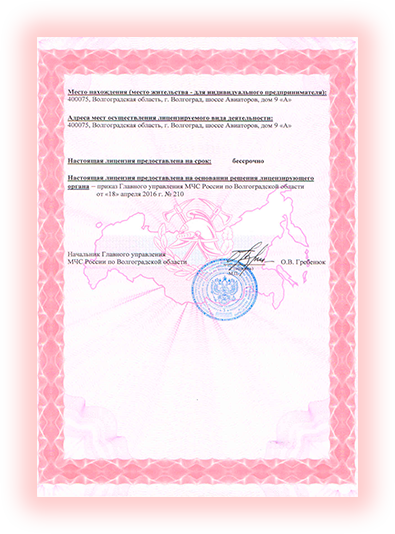 Место нахождения (место жительства - для индивидуального предпринимателя):
400075, Волгоградская область, г. Волгоград, шоссе Авиаторов, дом 9 «А»
Адреса мест осуществления лицензируемого вида деятельности:
400075, Волгоградская область, г. Волгоград, шоссе Авиаторов, дом 9 «А»
Настоящая лицензия предоставлена на срок: бессрочно
Настоящая лицензия предоставлена на основании решения лицензирующего
органа – приказ Главного управления МЧС России по Волгоградской области
от «18» апреля 2016 г. № 210
Начальник Главного управления
МЧС России по Волгоградской области
О.В. Гребенюк